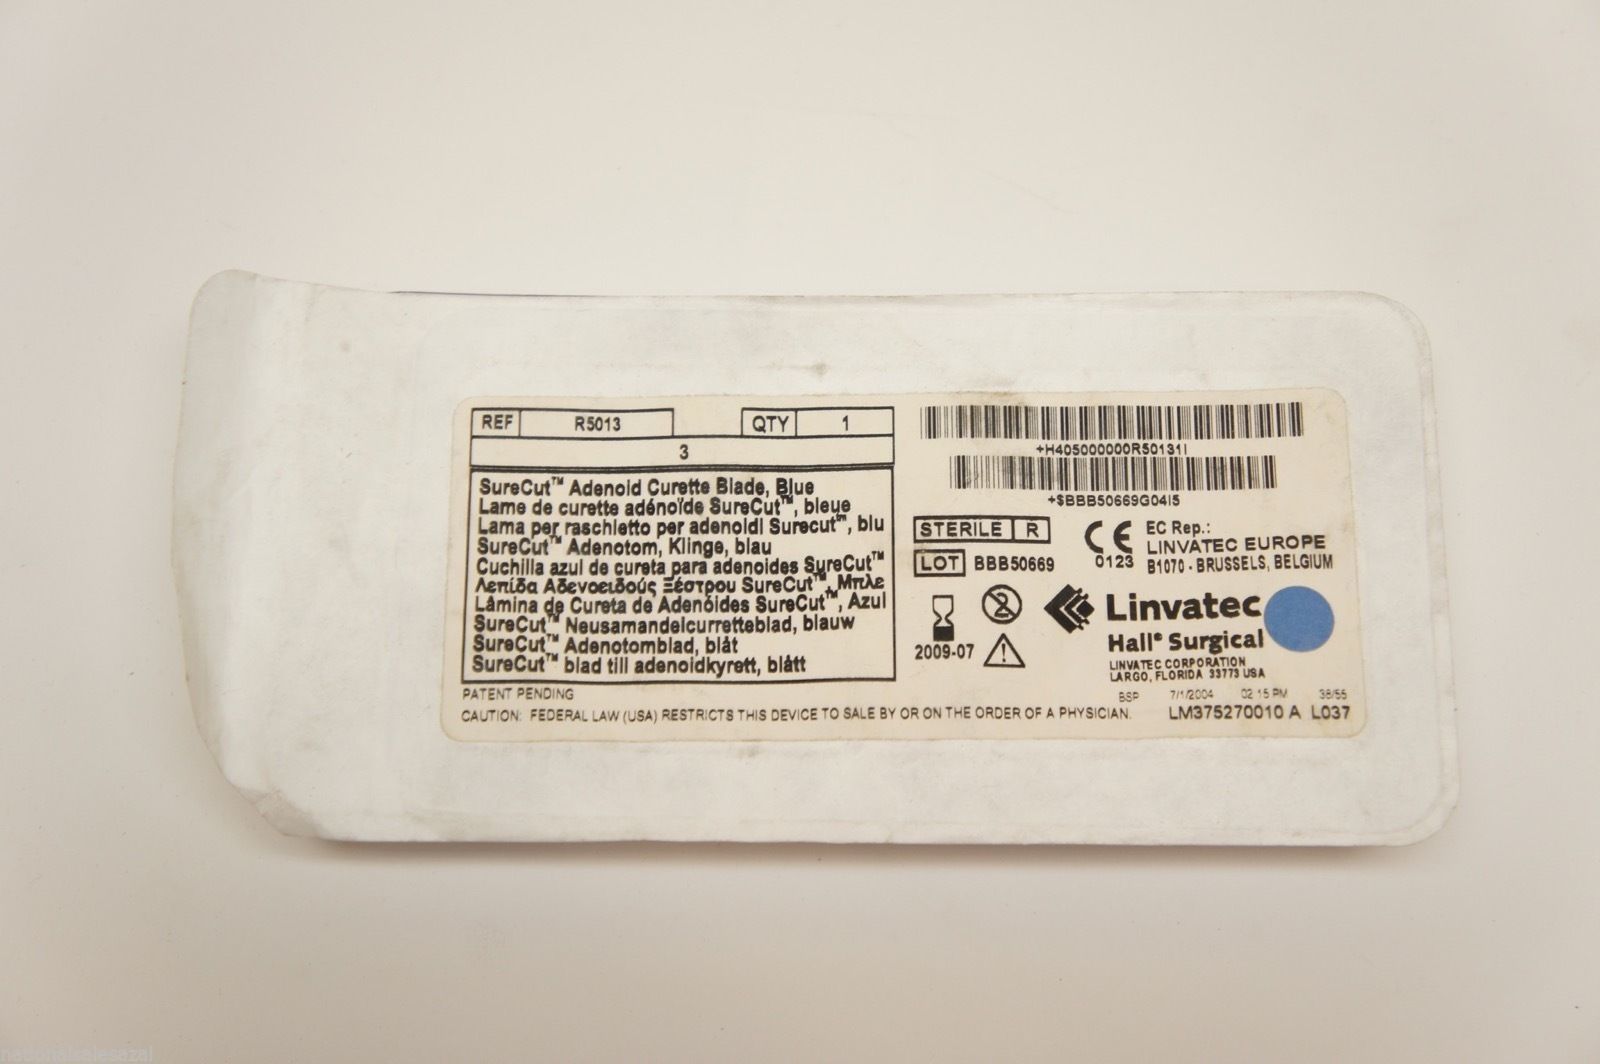 REF R5013 QTY 1
3
SureCut™ Adenoid Curette Blade, Blue
Lame de curette adénoïde SureCut™, bleue
Lama per raschietto per adenoidi Surecut™, blu
SureCut™ Adenotom, Klinge, blau
Cuchilla azul de cureta para adenoides SureCut™
Λεπίδα Αδενοειδούς Ξέστρου SureCut™, Μπλε
Lâmina de Cureta de Adenóides SureCut™, Azul
SureCut™ Neusamandelcurretteblad, blauw
SureCut™ Adenotomblad, blåt
SureCut™ blad till adenoidkyrett, blått
PATENT PENDING
CAUTION: FEDERAL LAW (USA) RESTRICTS THIS DEVICE TO SALE BY OR ON THE ORDER OF A PHYSICIAN.
+H405000000R50131I
+$BBB50669G04I5
STERILE R
LOT BBB50669
CE 0123
EC Rep.:
LINVATEC EUROPE
B1070 - BRUSSELS, BELGIUM
2
2009-07
Linvatec
Hall® Surgical
LINVATEC CORPORATION
LARGO, FLORIDA 33773 USA
BSP 7/1/2004 02 15 PM 38/55
LM375270010 A L037
nationalsalesazal